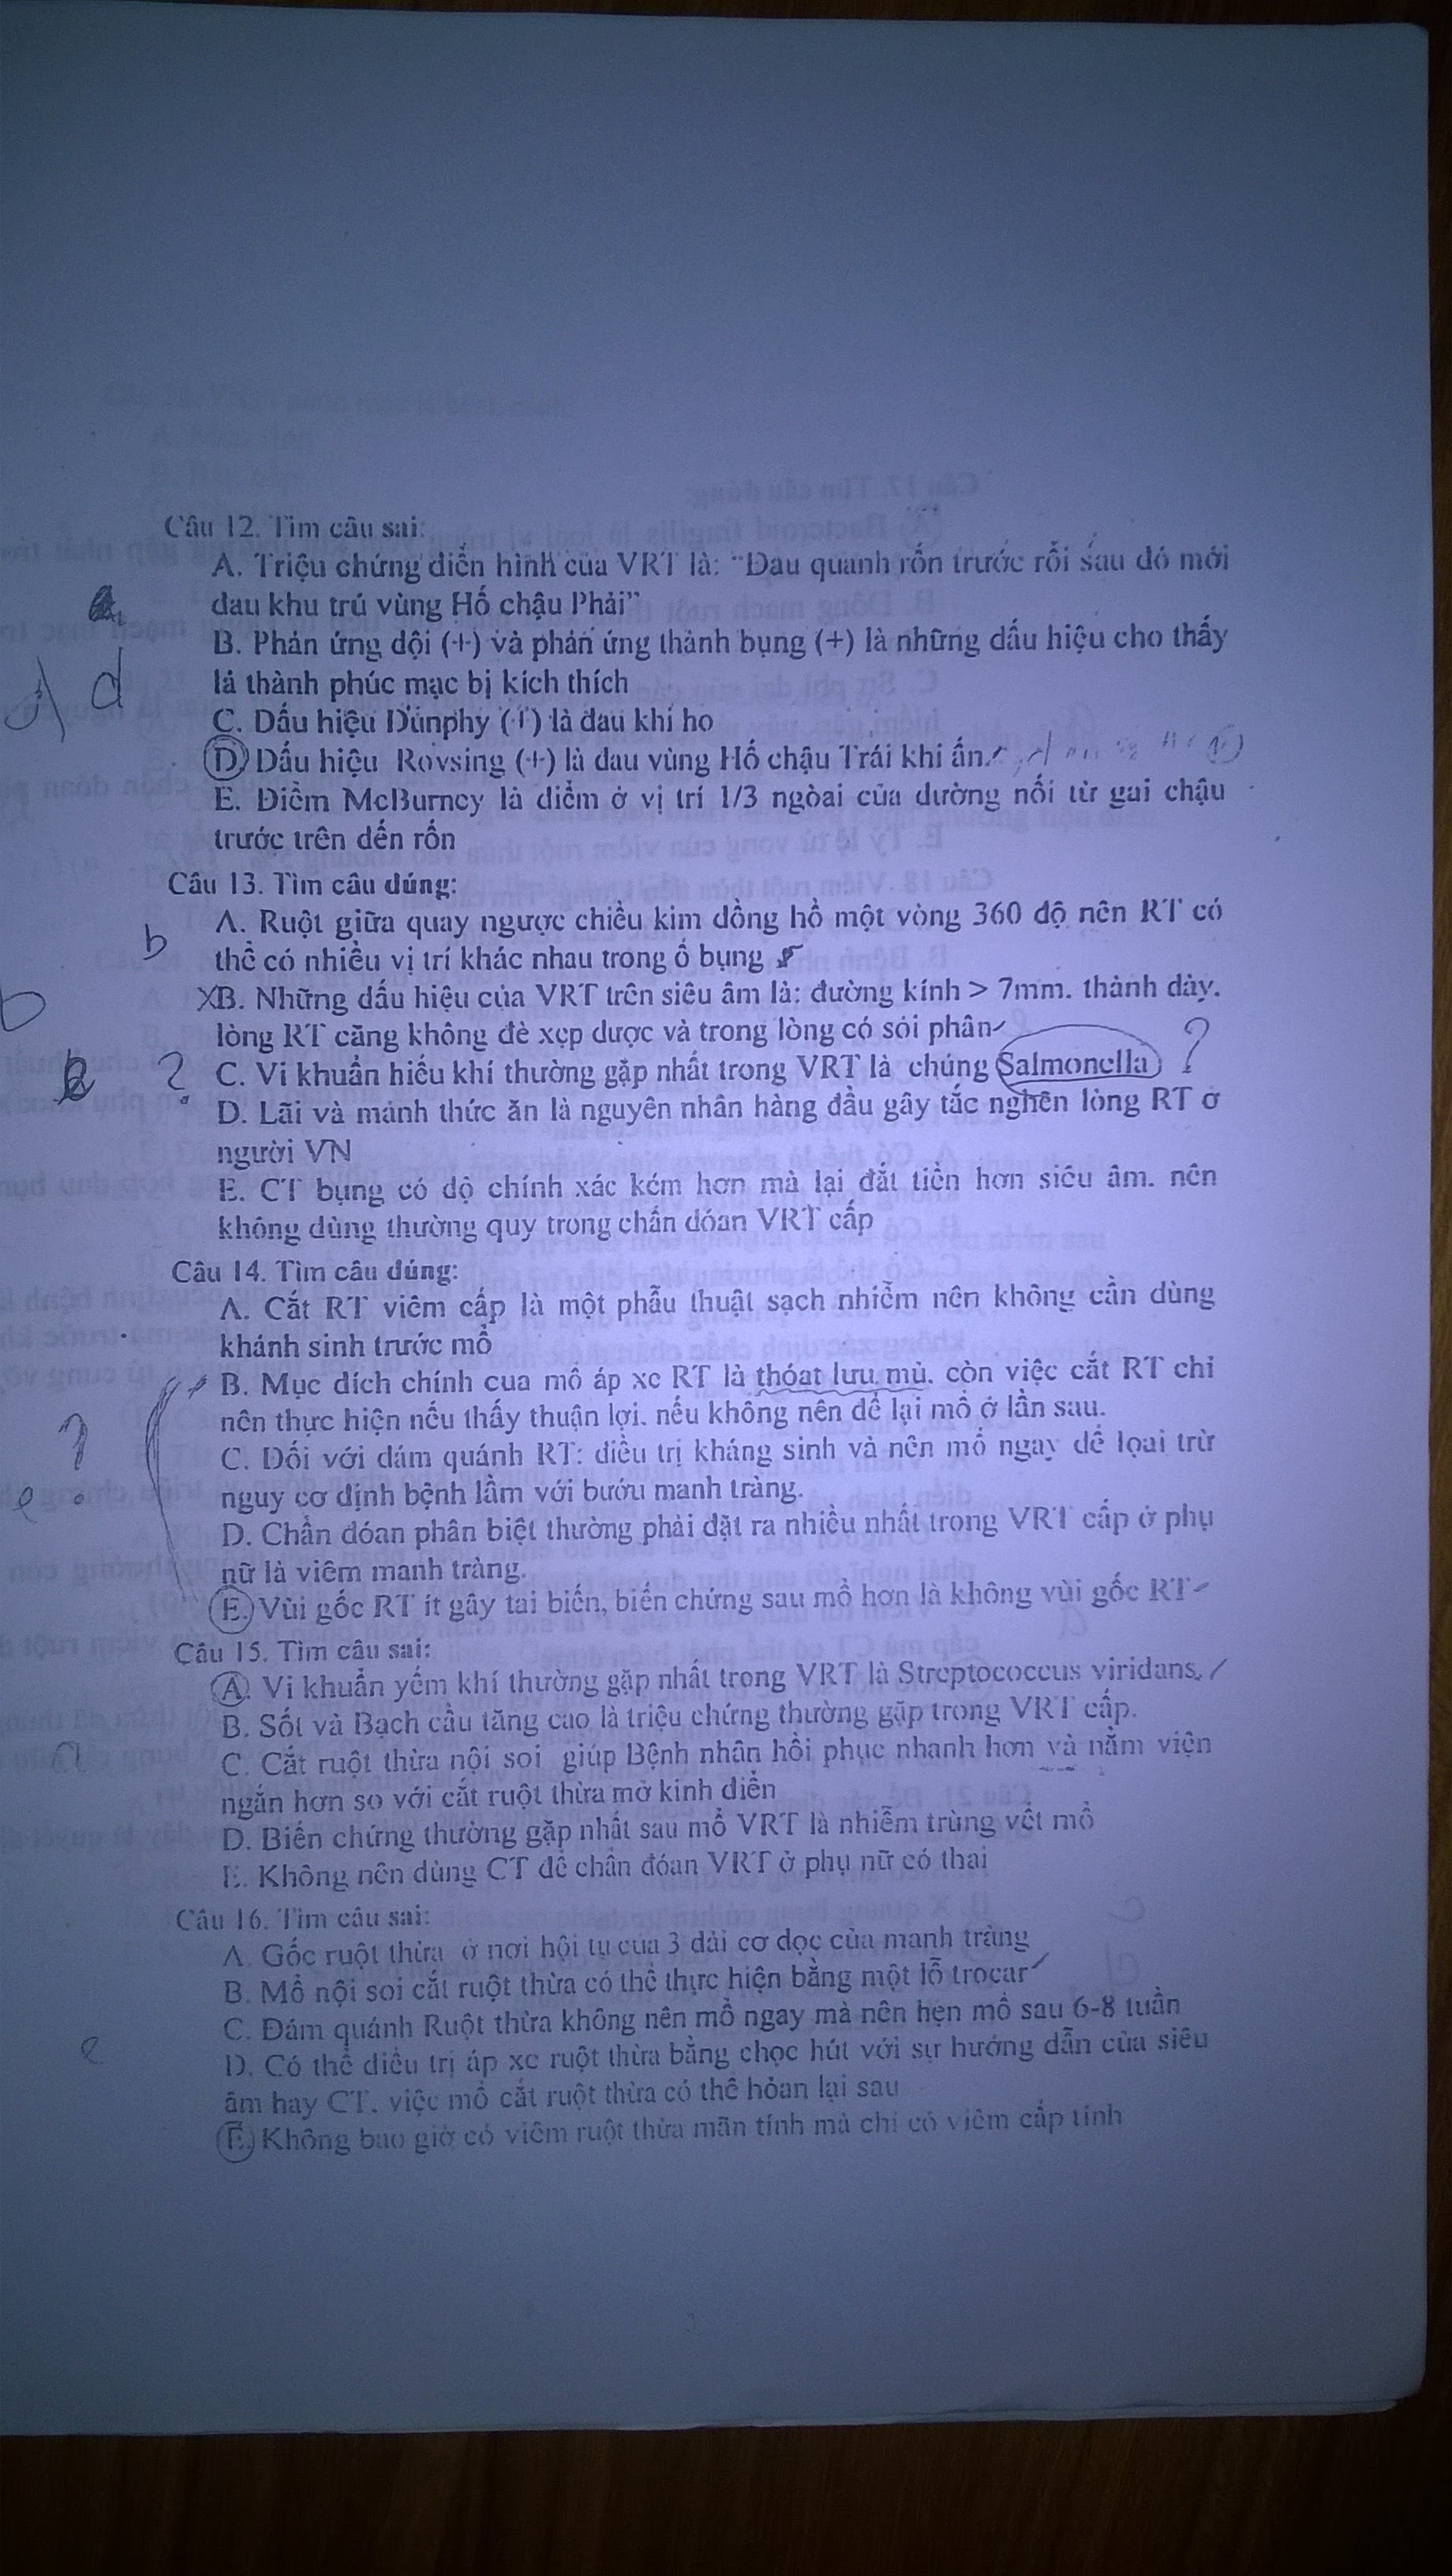 Câu 12. Tìm câu sai:
A. Triệu chứng điển hình của VRT là: "Đau quanh rốn trước rồi sau đó mới
đau khu trú vùng Hố chậu Phải"
B. Phản ứng dội (+) và phản ứng thành bụng (+) là những dấu hiệu cho thấy
lá thành phúc mạc bị kích thích
d
C. Dấu hiệu Dunphy (+) là đau khi ho
D. Dấu hiệu Rovsing (+) là đau vùng Hố chậu Trái khi ấn
E. Điểm McBurney là điểm ở vị trí 1/3 ngòai của đường nối từ gai chậu
trước trên đến rốn
Câu 13. Tìm câu đúng:
A. Ruột giữa quay ngược chiều kim đồng hồ một vòng 360 độ nên RT có
b
thể có nhiều vị trí khác nhau trong ổ bụng
XB. Những dấu hiệu của VRT trên siêu âm là: đường kính > 7mm. thành dày.
b
lòng RT căng không đè xẹp được và trong lòng có sỏi phân
? C. Vi khuẩn hiếu khí thường gặp nhất trong VRT là chúng Salmonella ?
D. Lãi và mảnh thức ăn là nguyên nhân hàng đầu gây tắc nghẽn lòng RT ở
người VN
E. CT bụng có độ chính xác kém hơn mà lại đắt tiền hơn siêu âm. nên
không dùng thường quy trong chẩn đóan VRT cấp
Câu 14. Tìm câu đúng:
A. Cắt RT viêm cấp là một phẫu thuật sạch nhiễm nên không cần dùng
khánh sinh trước mổ
B. Mục đích chính cua mổ áp xe RT là thóat lưu mủ. còn việc cắt RT chỉ
nên thực hiện nếu thấy thuận lợi. nếu không nên để lại mổ ở lần sau.
?
C. Đối với đám quánh RT: điều trị kháng sinh và nên mổ ngay để lọai trừ
e
nguy cơ định bệnh lầm với bướu manh tràng.
D. Chẩn đóan phân biệt thường phải đặt ra nhiều nhất trong VRT cấp ở phụ
nữ là viêm manh tràng.
E. Vùi gốc RT ít gây tai biến, biến chứng sau mổ hơn là không vùi gốc RT
Câu 15. Tìm câu sai:
A. Vi khuẩn yếm khí thường gặp nhất trong VRT là Streptococcus viridans.
B. Sốt và Bạch cầu tăng cao là triệu chứng thường gặp trong VRT cấp.
a
C. Cắt ruột thừa nội soi giúp Bệnh nhân hồi phục nhanh hơn và nằm viện
ngắn hơn so với cắt ruột thừa mở kinh điển
D. Biến chứng thường gặp nhất sau mổ VRT là nhiễm trùng vết mổ
E. Không nên dùng CT để chẩn đóan VRT ở phụ nữ có thai
Câu 16. Tìm câu sai:
A. Gốc ruột thừa ở nơi hội tụ của 3 dải cơ dọc của manh tràng
B. Mổ nội soi cắt ruột thừa có thể thực hiện bằng một lỗ trocar
C. Đám quánh Ruột thừa không nên mổ ngay mà nên hẹn mổ sau 6-8 tuần
e
D. Có thể điều trị áp xe ruột thừa bằng chọc hút với sự hướng dẫn của siêu
âm hay CT. việc mổ cắt ruột thừa có thể hỏan lại sau
E. Không bao giờ có viêm ruột thừa mãn tính mà chỉ có viêm cấp tính